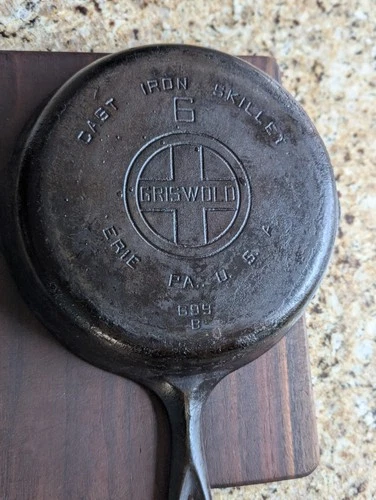 CAST IRON SKILLET
6
GRISWOLD
ERIE PA., U.S.A.
699
B